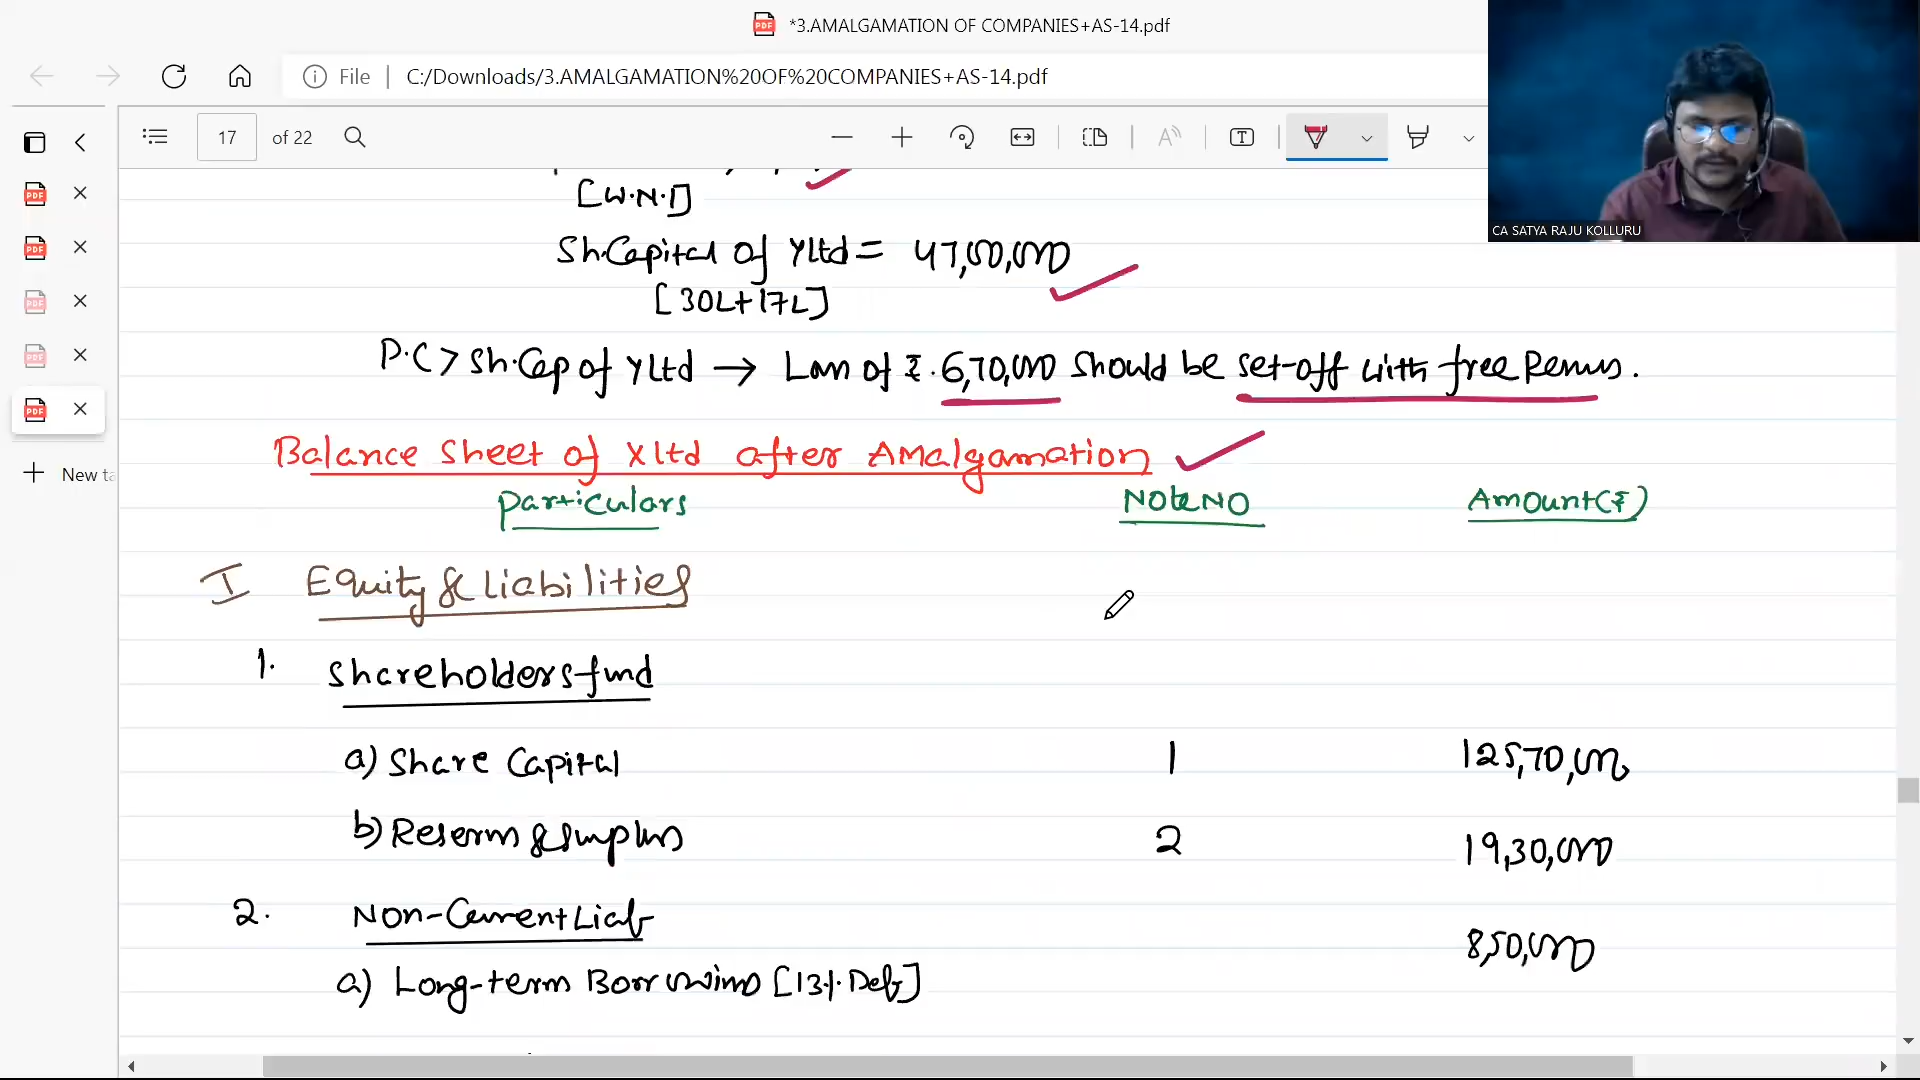 *3.AMALGAMATION OF COMPANIES+AS-14.pdf
File C:/Downloads/3.AMALGAMATION%20OF%20COMPANIES+AS-14.pdf
17 of 22
CA SATYA RAJU KOLLURU
New ta
[W.N.1]
Sh.Capital of Y Ltd = 47,00,000
[30L+17L]
P.C > Sh.Cap of Y Ltd → of ₹.6,70,000 should be set-off with free
Balance Sheet of X Ltd after Amalgamation
Particulars Note NO Amount(₹)
I Equity & Liabilities
1. Shareholders fund
a) Share Capital 1 125,70,000
b) Reserves & Surplus 2 19,30,000
2. Non-Current Liab
8,50,000
a) Long-term Borrowings [13%.Deb]